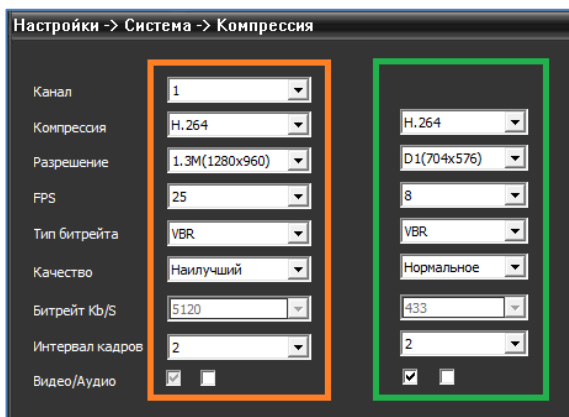 Настройки -> Система -> Компрессия
Канал 1
Компрессия H.264 H.264
Разрешение 1.3M(1280x960) D1(704x576)
FPS 25 8
Тип битрейта VBR VBR
Качество Наилучший Нормальное
Битрейт Kb/S 5120 433
Интервал кадров 2 2
Видео/Аудио